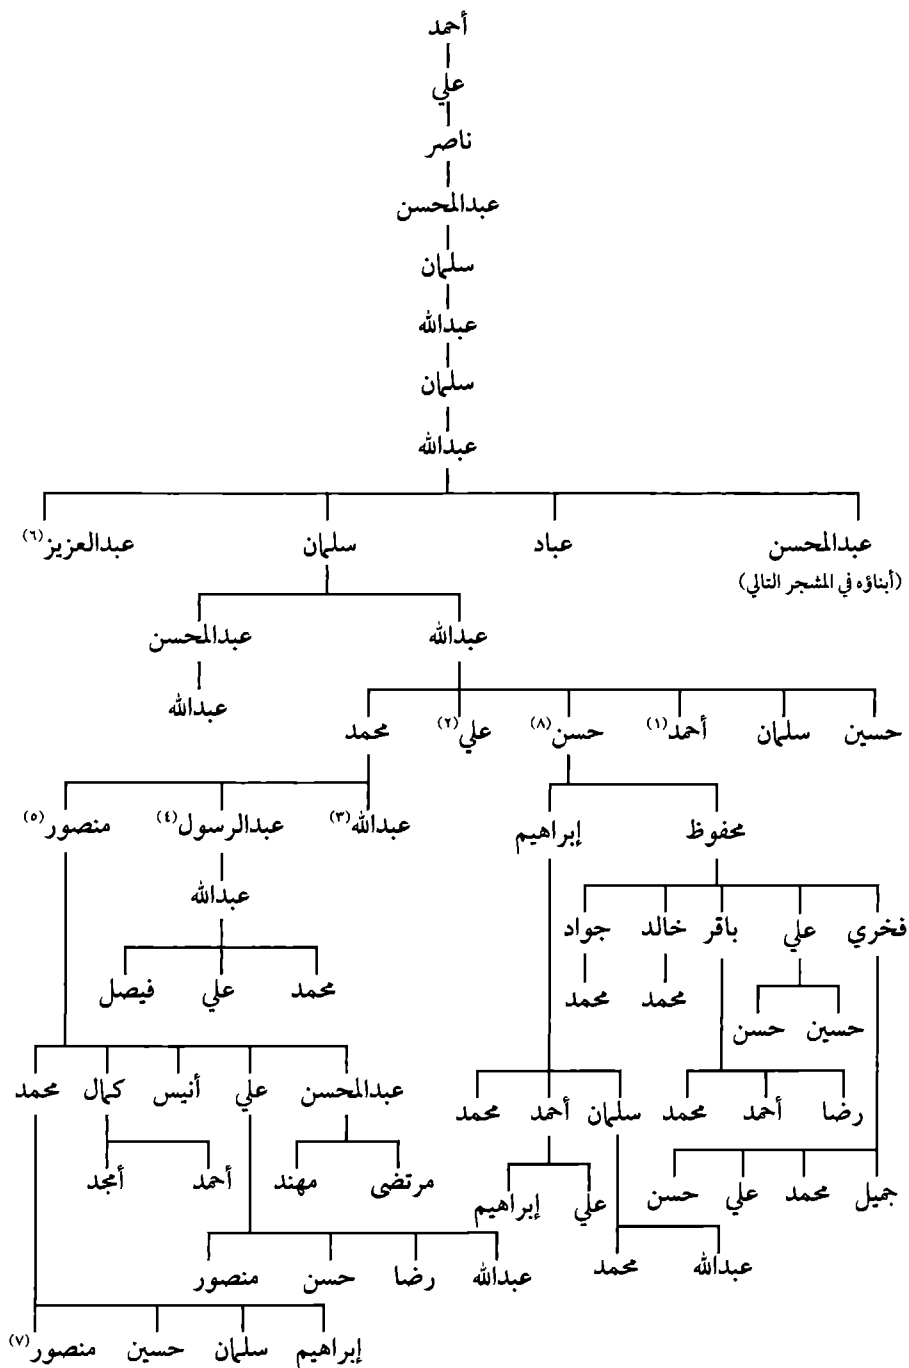 أحمد
علي
ناصر
عبدالمحسن
سلمان
عبدالله
سلمان
عبدالله
عبدالمحسن عباد سلمان عبدالعزيز(٦)
(أبناؤه في المشجر التالي)
عبدالله عبدالمحسن
عبدالله
حسين سلمان أحمد(١) حسن(٨) علي(٢) محمد
محفوظ إبراهيم عبدالله(٣) عبدالرسول(٤) منصور(٥)
عبدالله
فخري علي باقر خالد جواد
محمد علي فيصل
محمد محمد
حسين حسن
عبدالمحسن علي أنيس كمال محمد
رضا أحمد محمد سلمان أحمد محمد
مرتضى مهند أحمد أمجد
جميل محمد علي حسن علي إبراهيم
عبدالله محمد عبدالله رضا حسن منصور
إبراهيم سلمان حسين منصور(٧)